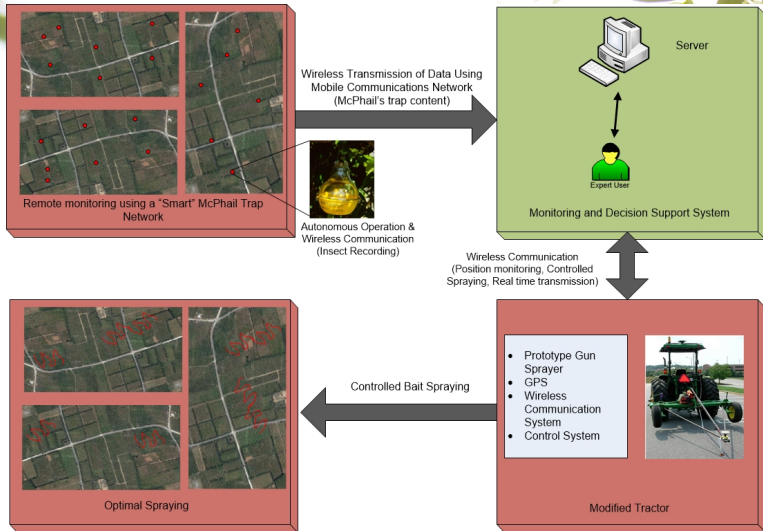 Remote monitoring using a "Smart" McPhail Trap
Network
Wireless Transmission of Data Using
Mobile Communications Network
(McPhail's trap content)
Autonomous Operation &
Wireless Communication
(Insect Recording)
Server
Expert User
Monitoring and Decision Support System
Wireless Communication
(Position monitoring, Controlled
Spraying, Real time transmission)
• Prototype Gun
Sprayer
• GPS
• Wireless
Communication
System
• Control System
Modified Tractor
Controlled Bait Spraying
Optimal Spraying